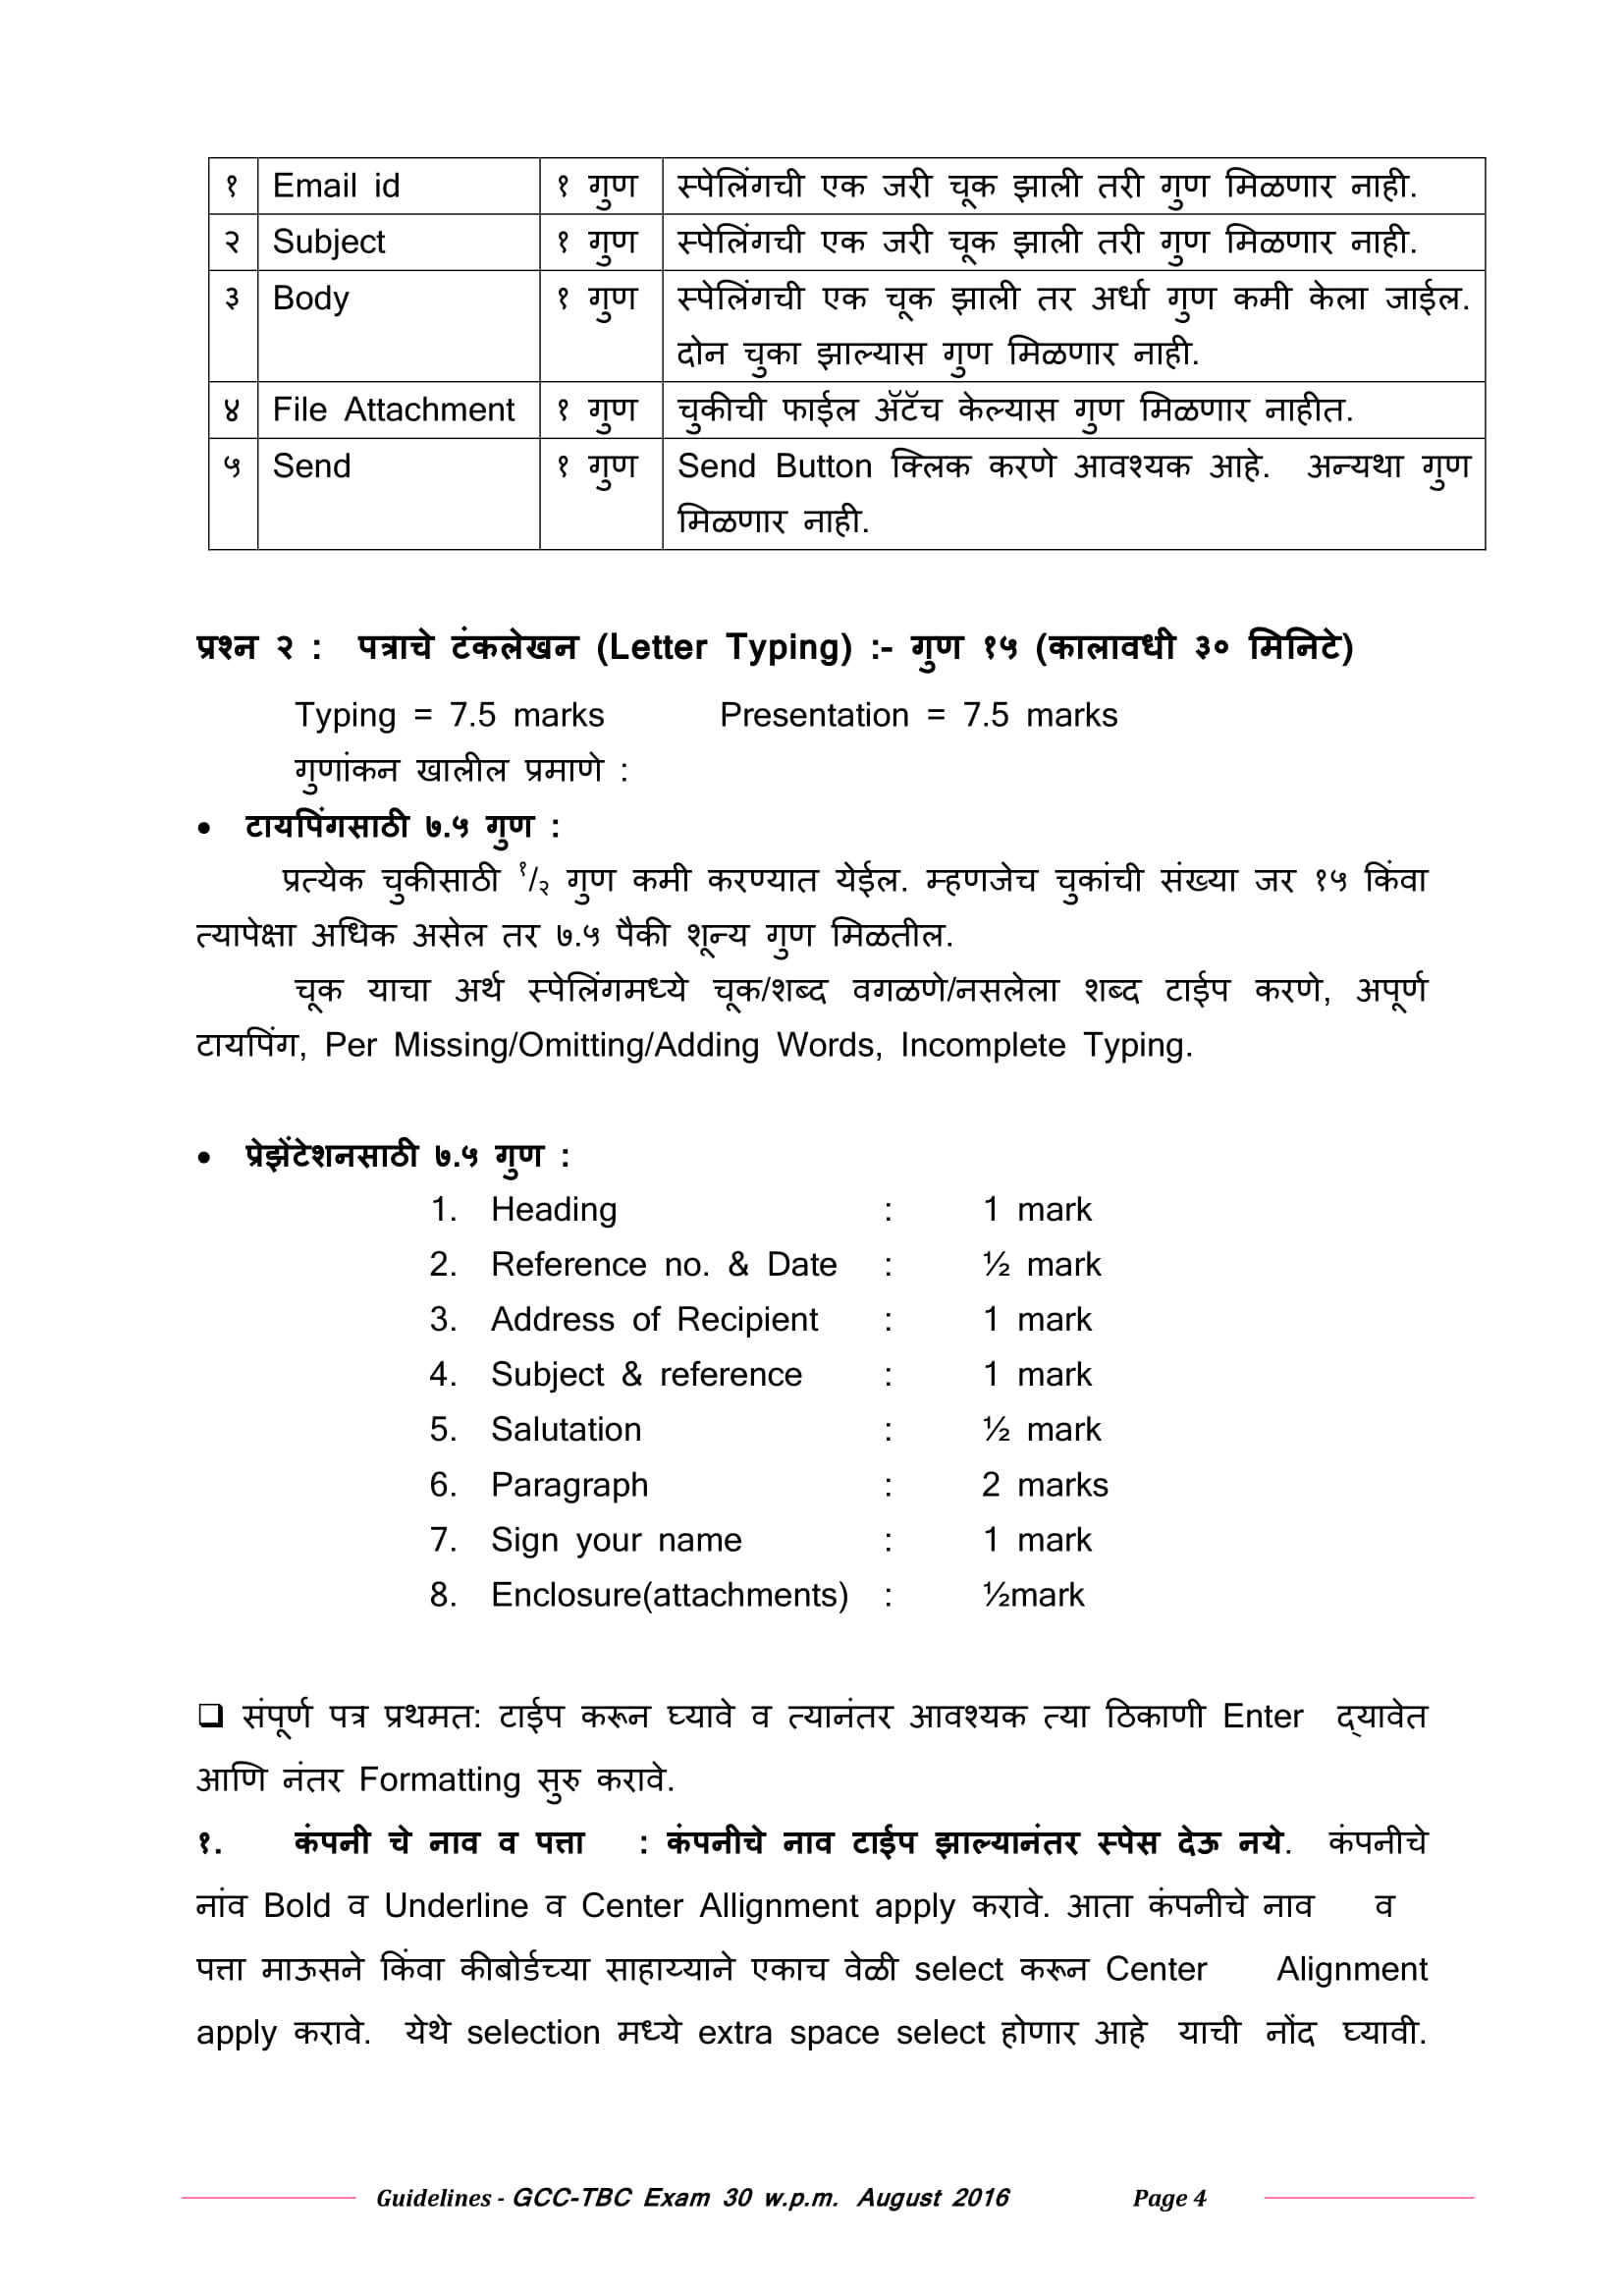 १ Email id १ गुण स्पेलिंगची एक जरी चूक झाली तरी गुण मिळणार नाही.
२ Subject १ गुण स्पेलिंगची एक जरी चूक झाली तरी गुण मिळणार नाही.
३ Body १ गुण स्पेलिंगची एक चूक झाली तर अर्धा गुण कमी केला जाईल.
दोन चुका झाल्यास गुण मिळणार नाही.
४ File Attachment १ गुण चुकीची फाईल ॲटॅच केल्यास गुण मिळणार नाहीत.
५ Send १ गुण Send Button क्लिक करणे आवश्यक आहे. अन्यथा गुण
मिळणार नाही.
प्रश्न २ : पत्राचे टंकलेखन (Letter Typing) :- गुण १५ (कालावधी ३० मिनिटे)
Typing = 7.5 marks Presentation = 7.5 marks
गुणांकन खालील प्रमाणे :
• टायपिंगसाठी ७.५ गुण :
प्रत्येक चुकीसाठी १/२ गुण कमी करण्यात येईल. म्हणजेच चुकांची संख्या जर १५ किंवा
त्यापेक्षा अधिक असेल तर ७.५ पैकी शून्य गुण मिळतील.
चूक याचा अर्थ स्पेलिंगमध्ये चूक/शब्द वगळणे/नसलेला शब्द टाईप करणे, अपूर्ण
टायपिंग, Per Missing/Omitting/Adding Words, Incomplete Typing.
• प्रेझेंटेशनसाठी ७.५ गुण :
1. Heading : 1 mark
2. Reference no. & Date : ½ mark
3. Address of Recipient : 1 mark
4. Subject & reference : 1 mark
5. Salutation : ½ mark
6. Paragraph : 2 marks
7. Sign your name : 1 mark
8. Enclosure(attachments) : ½mark
❑ संपूर्ण पत्र प्रथमत: टाईप करून घ्यावे व त्यानंतर आवश्यक त्या ठिकाणी Enter द्यावेत
आणि नंतर Formatting सुरु करावे.
१. कंपनी चे नाव व पत्ता : कंपनीचे नाव टाईप झाल्यानंतर स्पेस देऊ नये. कंपनीचे
नांव Bold व Underline व Center Allignment apply करावे. आता कंपनीचे नाव व
पत्ता माऊसने किंवा कीबोर्डच्या साहाय्याने एकाच वेळी select करून Center Alignment
apply करावे. येथे selection मध्ये extra space select होणार आहे याची नोंद घ्यावी.
Guidelines - GCC-TBC Exam 30 w.p.m. August 2016 Page 4